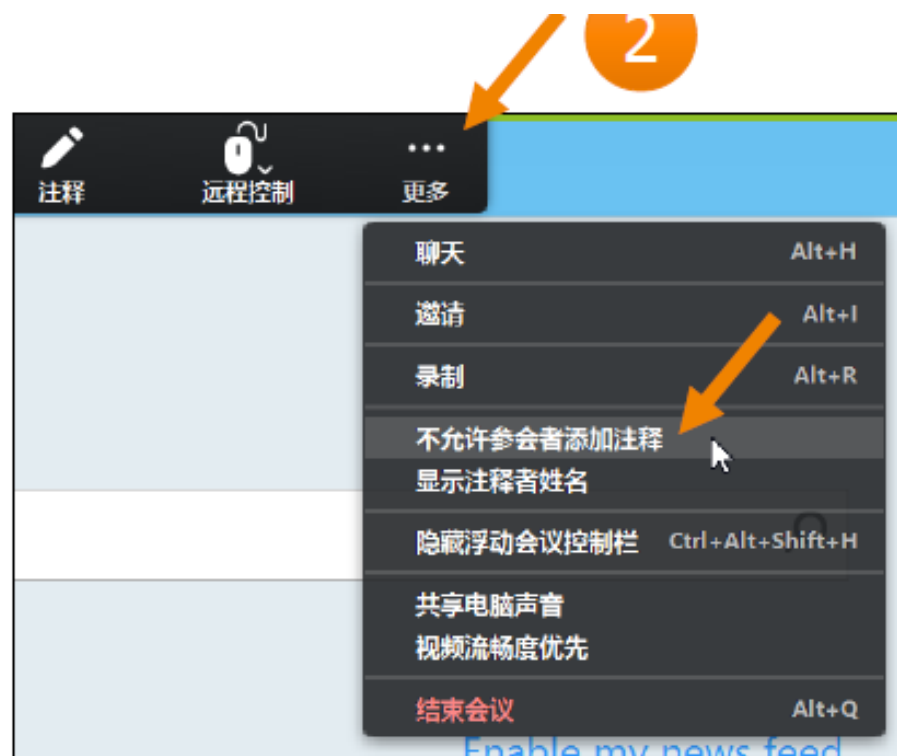 2
注释 远程控制 更多
聊天 Alt+H
邀请 Alt+I
录制 Alt+R
不允许参会者添加注释
显示注释者姓名
隐藏浮动会议控制栏 Ctrl+Alt+Shift+H
共享电脑声音
视频流畅度优先
结束会议 Alt+Q
Enable my news feed